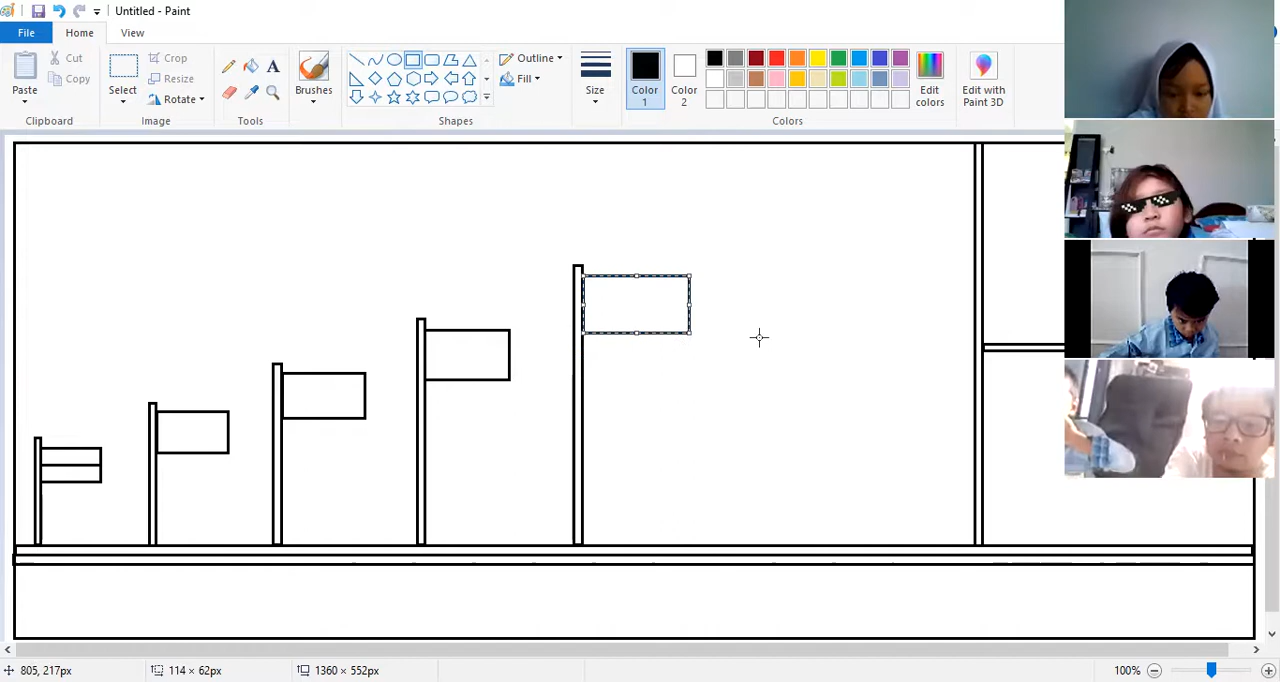 Untitled - Paint
File Home View
Cut Crop Outline
Copy Resize Fill
Paste Select Rotate A Brushes Size Color 1 Color 2 Edit colors Edit with Paint 3D
Clipboard Image Tools Shapes Colors
805, 217px 114 × 62px 1360 × 552px 100%